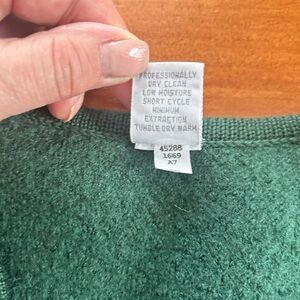 PROFESSIONALLY
DRY CLEAN
LOW MOISTURE
SHORT CYCLE
MINIMUM
EXTRACTION
TUMBLE DRY WARM
45288
1669
A7